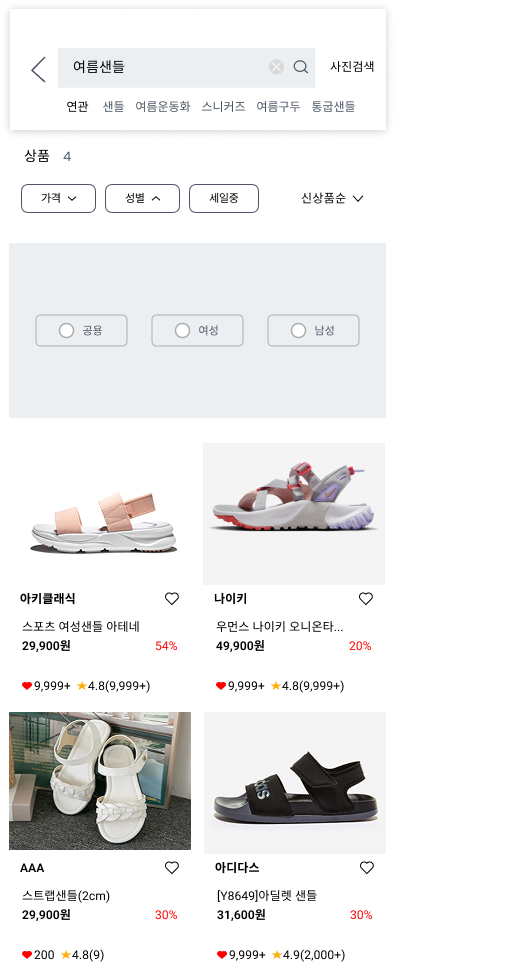 여름샌들
사진검색
연관 샌들 여름운동화 스니커즈 여름구두 통굽샌들
상품 4
가격 성별 세일중 신상품순
공용 여성 남성
아키클래식
스포츠 여성샌들 아테네
29,900원 54%
9,999+ ★4.8(9,999+)
나이키
우먼스 나이키 오니온타...
49,900원 20%
9,999+ ★4.8(9,999+)
AAA
스트랩샌들(2cm)
29,900원 30%
200 ★4.8(9)
아디다스
[Y8649]아딜렛 샌들
31,600원 30%
9,999+ ★4.9(2,000+)